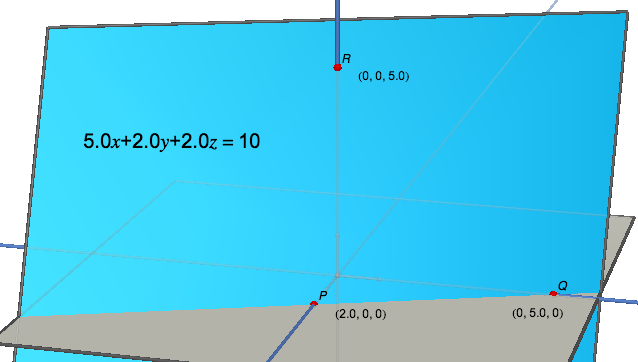 R
(0, 0, 5.0)
5.0x+2.0y+2.0z = 10
Q
P
(2.0, 0, 0)
(0, 5.0, 0)